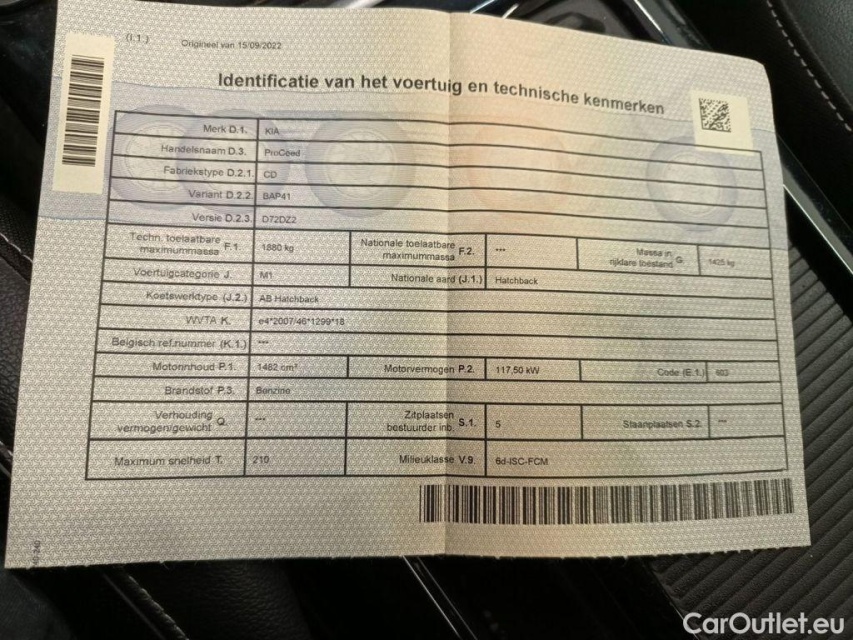 (I.1.) Origineel van 15/09/2022
Identificatie van het voertuig en technische kenmerken
Merk D.1. KIA
Handelsnaam D.3. ProCeed
Fabriekstype D.2.1. CD
Variant D.2.2. BAP41
Versie D.2.3. D72DZ2
Techn. toelaatbare maximummassa F.1. 1880 kg Nationale toelaatbare maximummassa F.2. --- Massa in rijklare toestand G. 1425 kg
Voertuigcategorie J. M1 Nationale aard (J.1.) Hatchback
Koetswerktype (J.2.) AB Hatchback
WVTA K. e4*2007/46*1299*18
Belgisch ref.nummer (K.1.) ---
Motorinhoud P.1. 1482 cm³ Motorvermogen P.2. 117,50 kW Code (E.1.) 603
Brandstof P.3. Benzine
Verhouding vermogen/gewicht Q. --- Zitplaatsen bestuurder inb. S.1. 5 Staanplaatsen S.2. ---
Maximum snelheid T. 210 Milieuklasse V.9. 6d-ISC-FCM
CarOutlet.eu